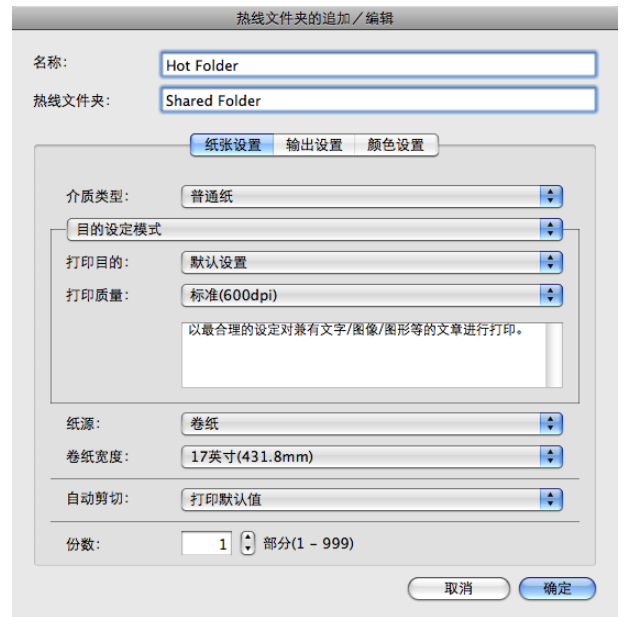 热线文件夹的追加／编辑
名称： Hot Folder
热线文件夹： Shared Folder
纸张设置 输出设置 颜色设置
介质类型： 普通纸
目的设定模式
打印目的： 默认设置
打印质量： 标准(600dpi)
以最合理的设定对兼有文字/图像/图形等的文章进行打印。
纸源： 卷纸
卷纸宽度： 17英寸(431.8mm)
自动剪切： 打印默认值
份数： 1 部分(1 – 999)
取消 确定